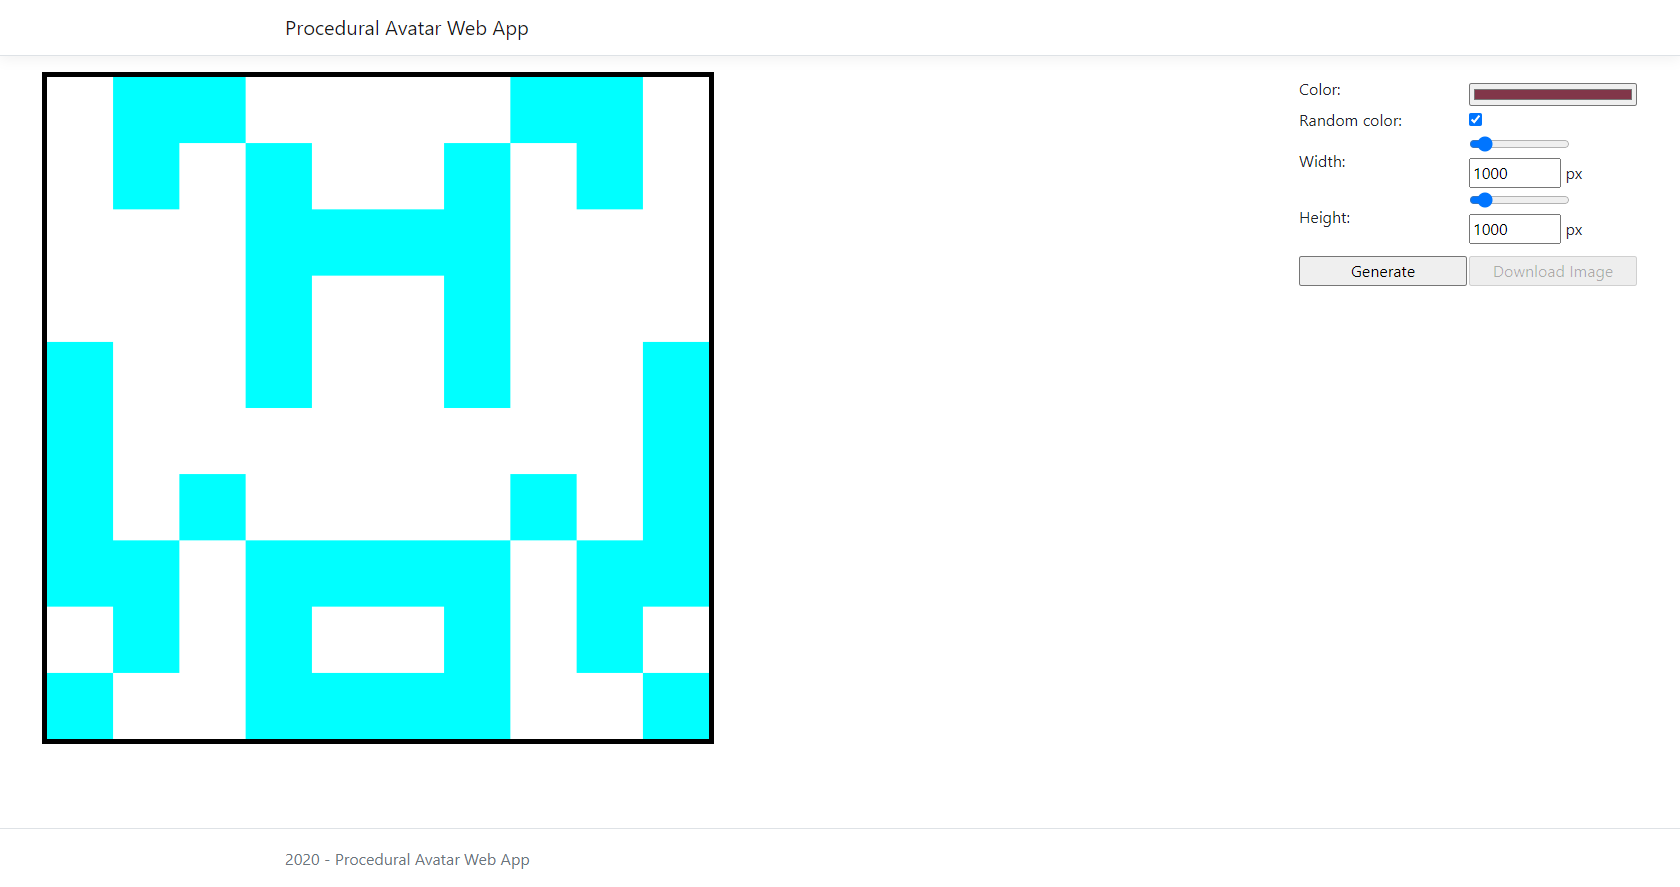 Procedural Avatar Web App
Color:
Random color:
Width:
1000 px
Height:
1000 px
Generate Download Image
2020 - Procedural Avatar Web App